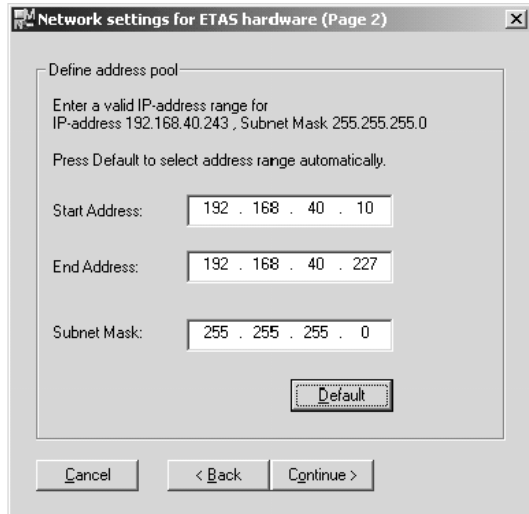 Network settings for ETAS hardware (Page 2)
Define address pool
Enter a valid IP-address range for
IP-address 192.168.40.243 , Subnet Mask 255.255.255.0
Press Default to select address range automatically.
Start Address: 192 . 168 . 40 . 10
End Address: 192 . 168 . 40 . 227
Subnet Mask: 255 . 255 . 255 . 0
Default
Cancel < Back Continue >